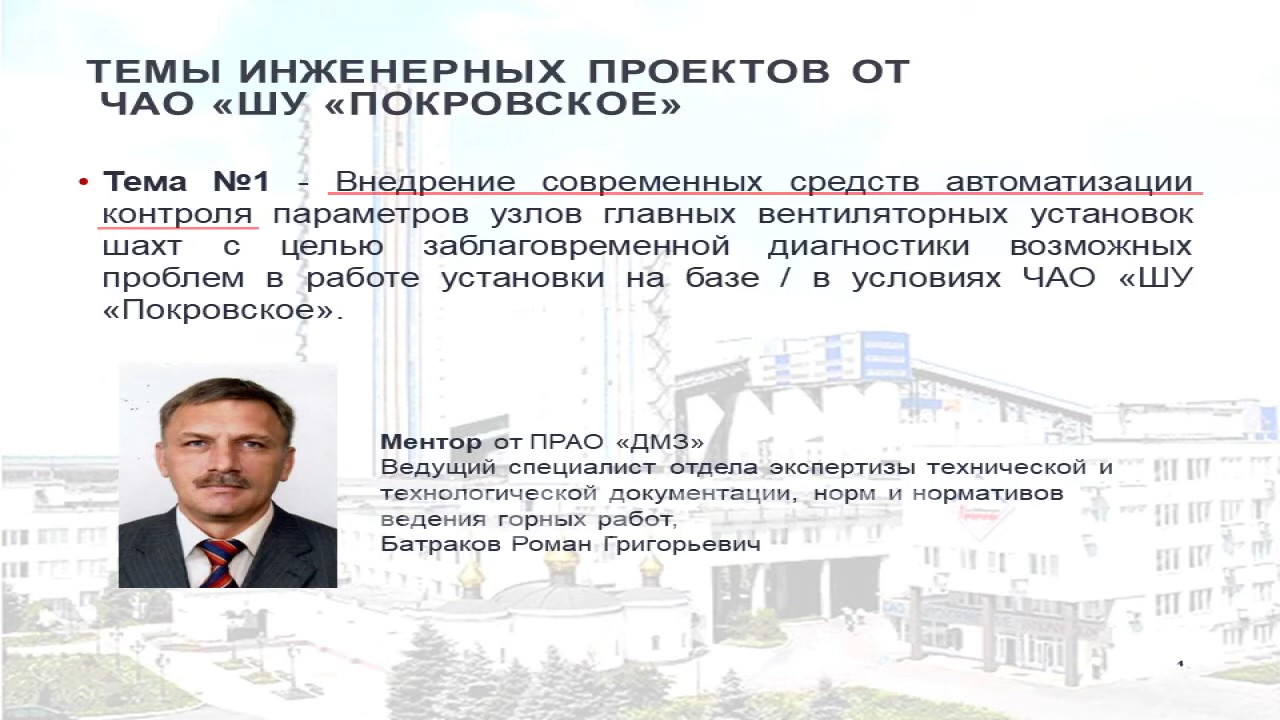 ТЕМЫ ИНЖЕНЕРНЫХ ПРОЕКТОВ ОТ
ЧАО «ШУ «ПОКРОВСКОЕ»
• Тема №1 - Внедрение современных средств автоматизации
контроля параметров узлов главных вентиляторных установок
шахт с целью заблаговременной диагностики возможных
проблем в работе установки на базе / в условиях ЧАО «ШУ
«Покровское».
Ментор от ПРАО «ДМЗ»
Ведущий специалист отдела экспертизы технической и
технологической документации, норм и нормативов
ведения горных работ,
Батраков Роман Григорьевич